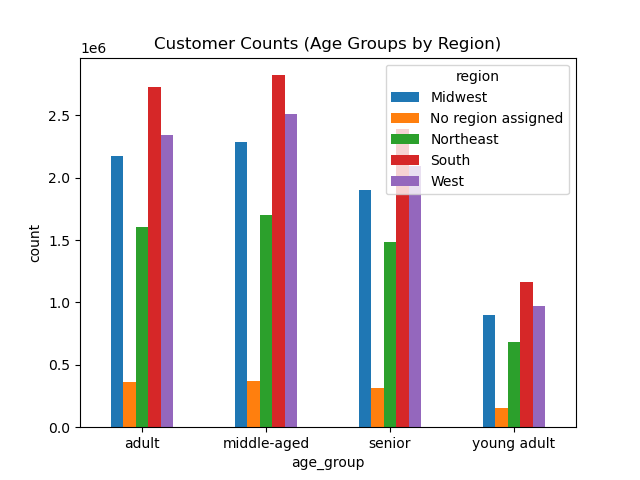 Customer Counts (Age Groups by Region)
1e6
region
Midwest
No region assigned
Northeast
South
West
2.5
2.0
1.5
1.0
0.5
0.0
count
adult
middle-aged
senior
young adult
age_group